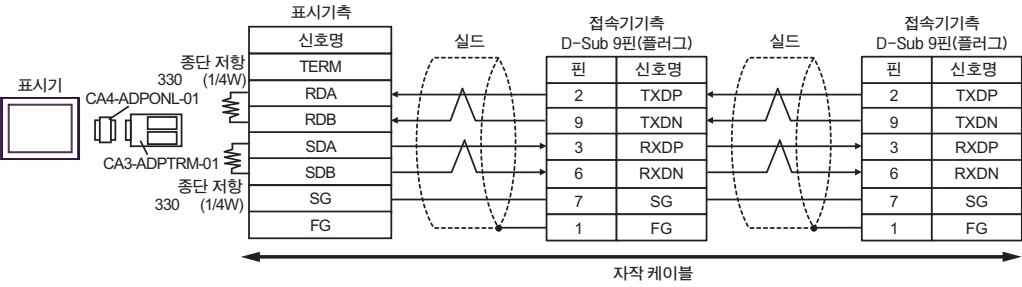 표시기측
접속기기측
D-Sub 9핀(플러그)
접속기기측
D-Sub 9핀(플러그)
신호명
실드
실드
종단 저항
330 (1/4W)
TERM
핀 신호명
핀 신호명
표시기
CA4-ADPONL-01
RDA
2 TXDP
2 TXDP
RDB
9 TXDN
9 TXDN
SDA
3 RXDP
3 RXDP
CA3-ADPTRM-01
SDB
6 RXDN
6 RXDN
종단 저항
330 (1/4W)
SG
7 SG
7 SG
FG
1 FG
1 FG
자작 케이블